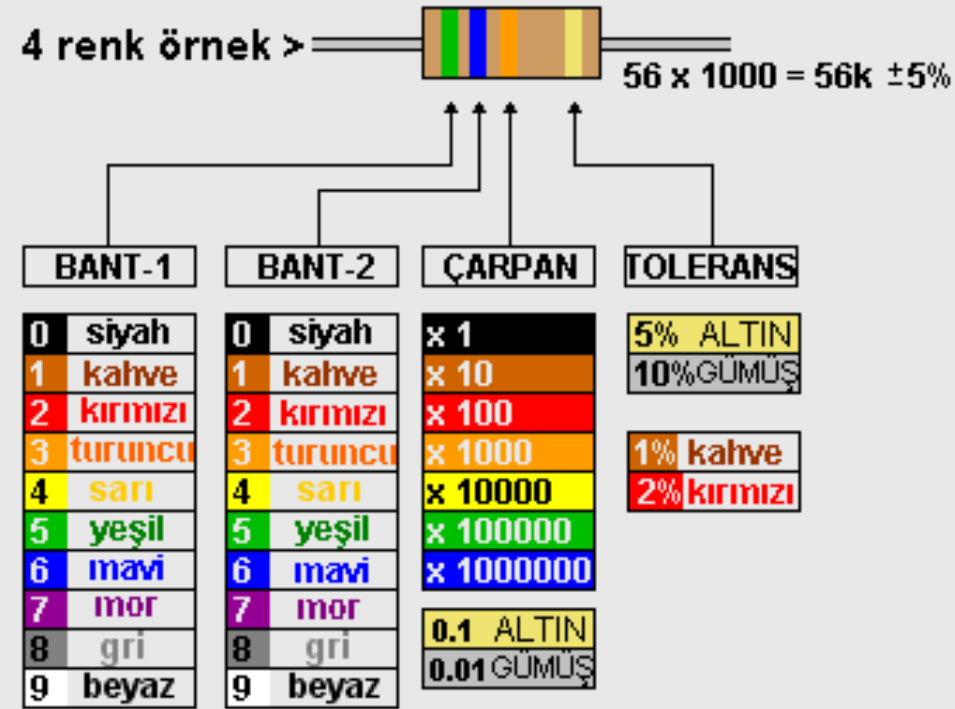 4 renk örnek >
56 x 1000 = 56k ±5%
BANT-1 BANT-2 ÇARPAN TOLERANS
0 siyah 0 siyah x 1 5% ALTIN
1 kahve 1 kahve x 10 10% GÜMÜŞ
2 kırmızı 2 kırmızı x 100
3 turuncu 3 turuncu x 1000 1% kahve
4 sarı 4 sarı x 10000 2% kırmızı
5 yeşil 5 yeşil x 100000
6 mavi 6 mavi x 1000000
7 mor 7 mor 0.1 ALTIN
8 gri 8 gri 0.01 GÜMÜŞ
9 beyaz 9 beyaz